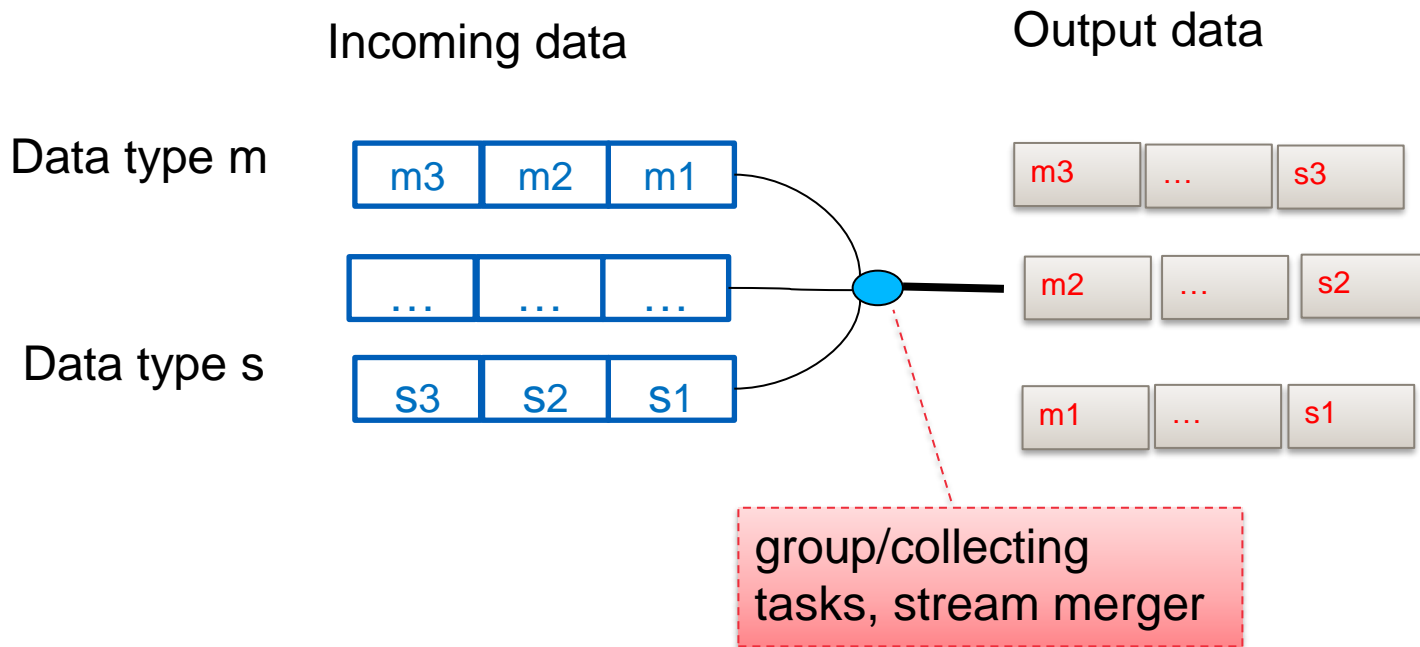 Incoming data
Output data
Data type m
m3 m2 m1
m3 … s3
… … …
m2 … s2
Data type s
s3 s2 s1
m1 … s1
group/collecting
tasks, stream merger